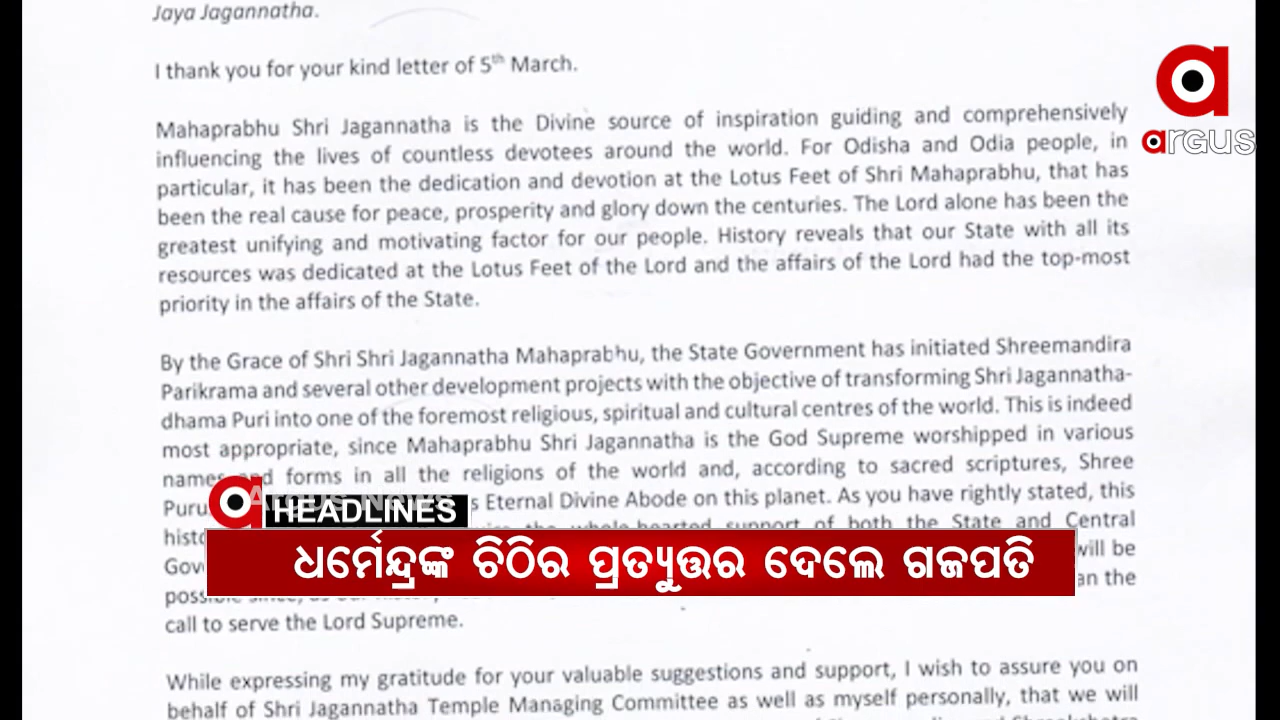 Jaya Jagannatha.
I thank you for your kind letter of 5th March.
Mahaprabhu Shri Jagannatha is the Divine source of inspiration guiding and comprehensively
influencing the lives of countless devotees around the world. For Odisha and Odia people, in
particular, it has been the dedication and devotion at the Lotus Feet of Shri Mahaprabhu, that has
been the real cause for peace, prosperity and glory down the centuries. The Lord alone has been the
greatest unifying and motivating factor for our people. History reveals that our State with all its
resources was dedicated at the Lotus Feet of the Lord and the affairs of the Lord had the top-most
priority in the affairs of the State.
By the Grace of Shri Shri Jagannatha Mahaprabhu, the State Government has initiated Shreemandira
Parikrama and several other development projects with the objective of transforming Shri Jagannatha-
dhama Puri into one of the foremost religious, spiritual and cultural centres of the world. This is indeed
most appropriate, since Mahaprabhu Shri Jagannatha is the God Supreme worshipped in various
names forms in all the religions of the world and, according to sacred scriptures, Shree
Eternal Divine Abode on this planet. As you have rightly stated, this
the whole-hearted support of both the State and Central
will be
the
call to serve the Lord Supreme.
While expressing my gratitude for your valuable suggestions and support, I wish to assure you on
behalf of Shri Jagannatha Temple Managing Committee as well as myself personally, that we will
argus
HEADLINES
ଧର୍ମେନ୍ଦ୍ରଙ୍କ ଚିଠିର ପ୍ରତ୍ୟୁତ୍ତର ଦେଲେ ଗଜପତି